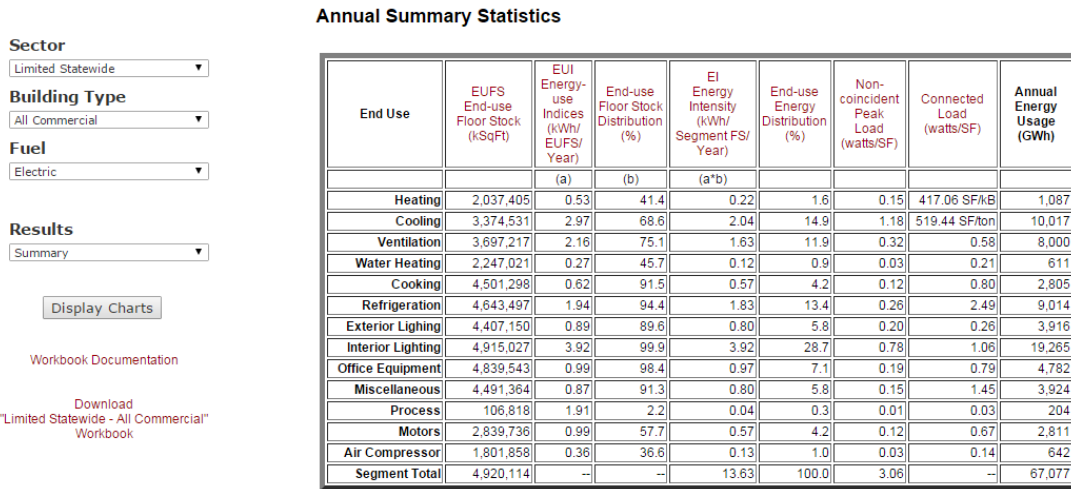 Annual Summary Statistics
Sector
Limited Statewide
Building Type
All Commercial
Fuel
Electric
Results
Summary
Display Charts
Workbook Documentation
Download
"Limited Statewide - All Commercial"
Workbook
End Use | EUFS End-use Floor Stock (kSqFt) | EUI Energy-use Indices (kWh/ EUFS/ Year) | End-use Floor Stock Distribution (%) | EI Energy Intensity (kWh/ Segment FS/ Year) | End-use Energy Distribution (%) | Non-coincident Peak Load (watts/SF) | Connected Load (watts/SF) | Annual Energy Usage (GWh)
(a) (b) (a*b)
Heating 2,037,405 0.53 41.4 0.22 1.6 0.15 417.06 SF/kB 1,087
Cooling 3,374,531 2.97 68.6 2.04 14.9 1.18 519.44 SF/ton 10,017
Ventilation 3,697,217 2.16 75.1 1.63 11.9 0.32 0.58 8,000
Water Heating 2,247,021 0.27 45.7 0.12 0.9 0.03 0.21 611
Cooking 4,501,298 0.62 91.5 0.57 4.2 0.12 0.80 2,805
Refrigeration 4,643,497 1.94 94.4 1.83 13.4 0.26 2.49 9,014
Exterior Lighing 4,407,150 0.89 89.6 0.80 5.8 0.20 0.26 3,916
Interior Lighting 4,915,027 3.92 99.9 3.92 28.7 0.78 1.06 19,265
Office Equipment 4,839,543 0.99 98.4 0.97 7.1 0.19 0.79 4,782
Miscellaneous 4,491,364 0.87 91.3 0.80 5.8 0.15 1.45 3,924
Process 106,818 1.91 2.2 0.04 0.3 0.01 0.03 204
Motors 2,839,736 0.99 57.7 0.57 4.2 0.12 0.67 2,811
Air Compressor 1,801,858 0.36 36.6 0.13 1.0 0.03 0.14 642
Segment Total 4,920,114 -- -- 13.63 100.0 3.06 -- 67,077